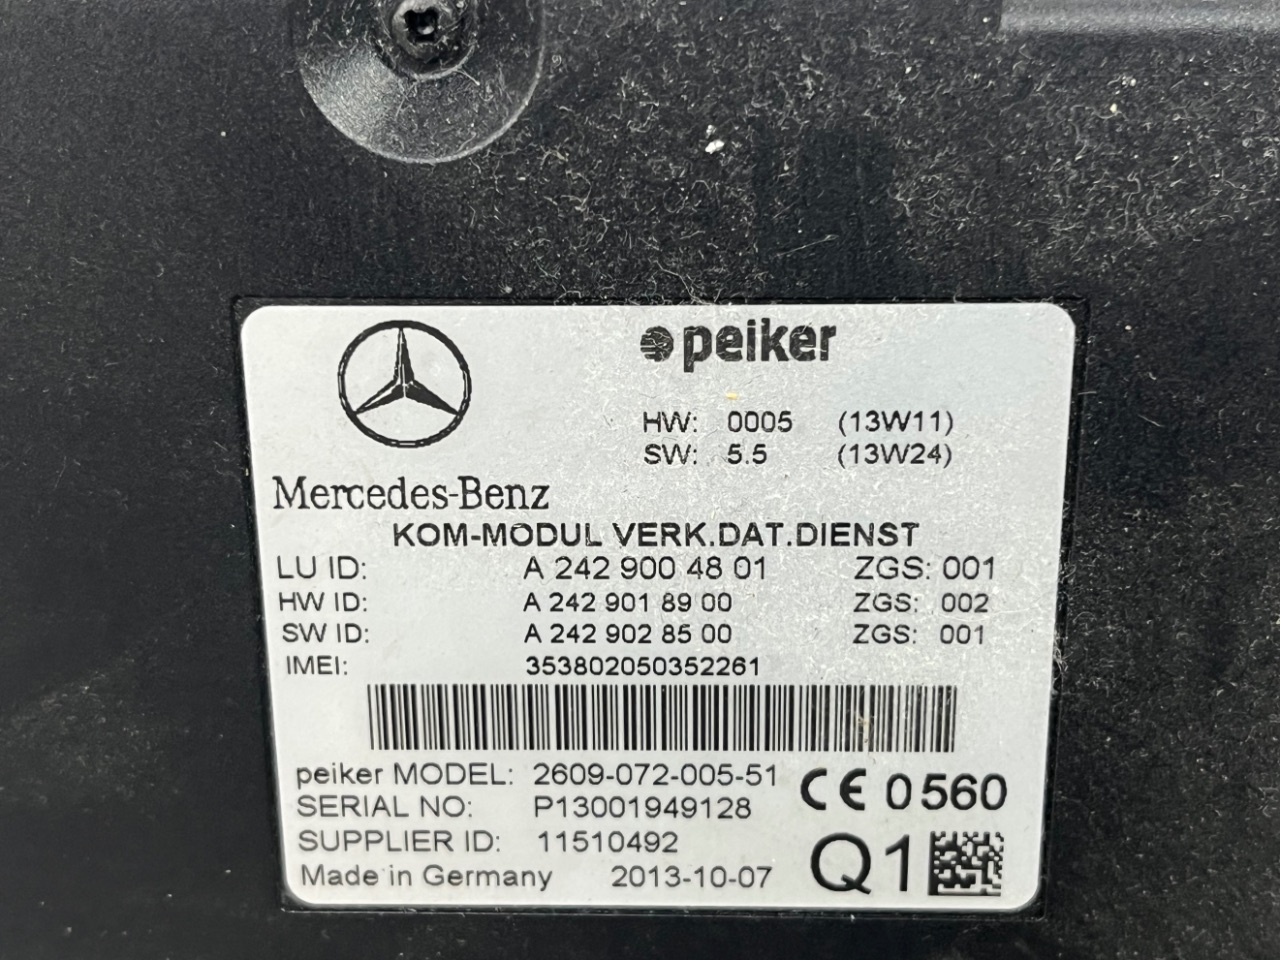 peiker
HW: 0005 (13W11)
SW: 5.5 (13W24)
Mercedes-Benz
KOM-MODUL VERK.DAT.DIENST
LU ID: A 242 900 48 01 ZGS: 001
HW ID: A 242 901 89 00 ZGS: 002
SW ID: A 242 902 85 00 ZGS: 001
IMEI: 353802050352261
peiker MODEL: 2609-072-005-51
CE 0560
SERIAL NO: P13001949128
SUPPLIER ID: 11510492
Made in Germany 2013-10-07
Q1